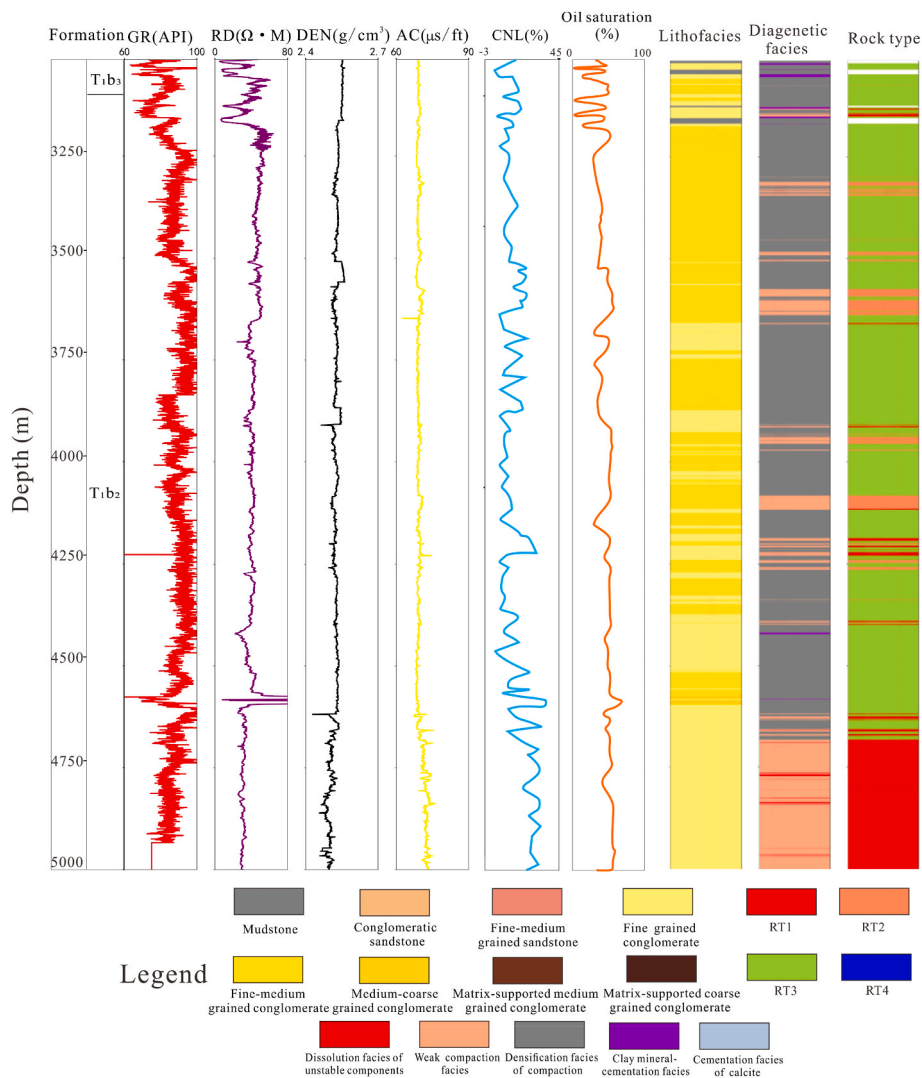 Oil saturation
Formation GR(API) RD(Ω • M) DEN(g/cm³) AC(μs/ft) CNL(%) (%) Lithofacies Diagenetic facies Rock type
60 100 0 80 2.4 2.7 60 90 -3 45 0 100
T₁b₃
3250
3500
3750
Depth (m)
4000
T₁b₂
4250
4500
4750
5000
Mudstone
Conglomeratic sandstone
Fine-medium grained sandstone
Fine grained conglomerate
RT1
RT2
Legend
Fine-medium grained conglomerate
Medium-coarse grained conglomerate
Matrix-supported medium grained conglomerate
Matrix-supported coarse grained conglomerate
RT3
RT4
Dissolution facies of unstable components
Weak compaction facies
Densification facies of compaction
Clay mineral-cementation facies
Cementation facies of calcite